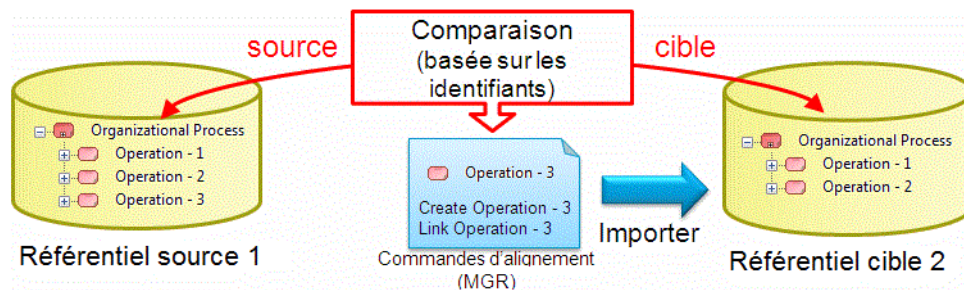 source
Comparaison
(basée sur les
identifiants)
cible
Organizational Process
Operation - 1
Operation - 2
Operation - 3
Référentiel source 1
Operation - 3
Create Operation - 3
Link Operation - 3
Commandes d'alignement
(MGR)
Importer
Organizational Process
Operation - 1
Operation - 2
Référentiel cible 2